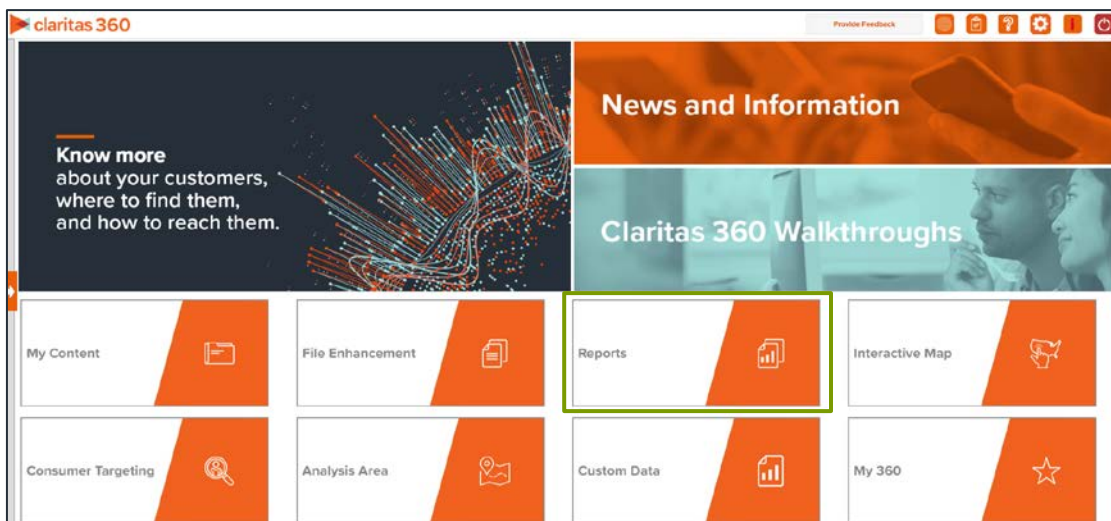 claritas 360
Provide Feedback
Know more
about your customers,
where to find them,
and how to reach them.
News and Information
Claritas 360 Walkthroughs
My Content
File Enhancement
Reports
Interactive Map
Consumer Targeting
Analysis Area
Custom Data
My 360